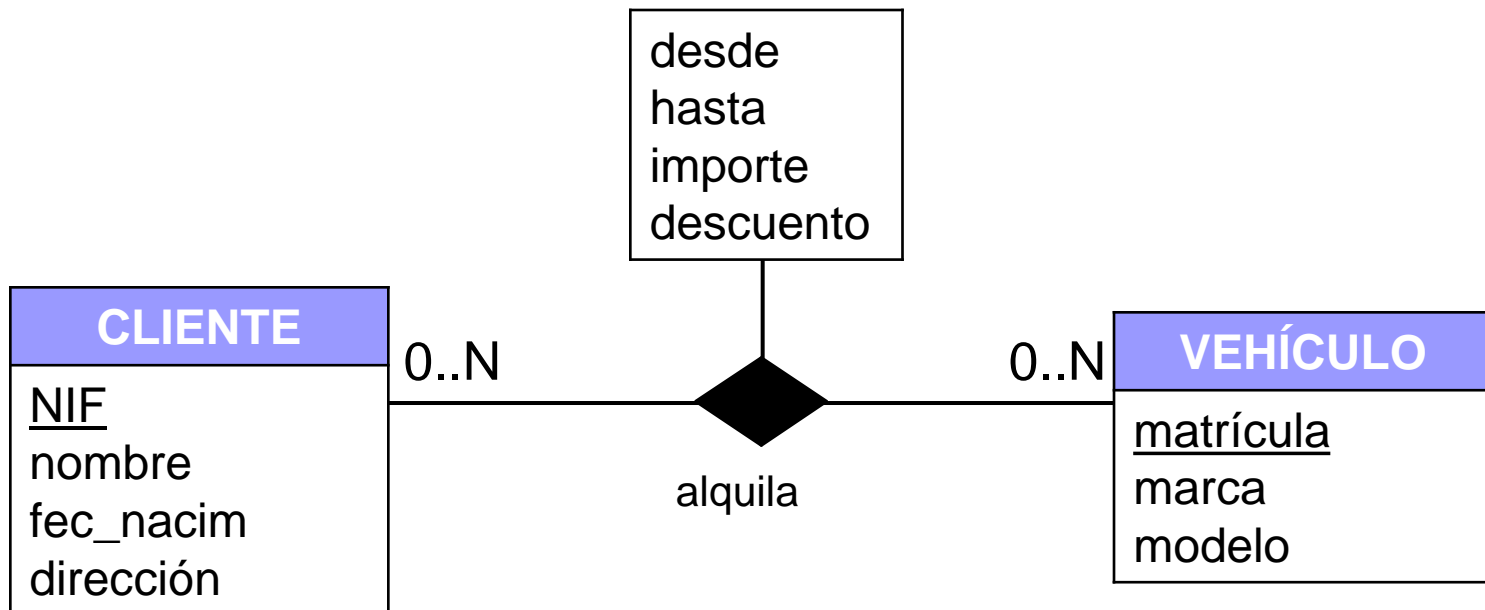 desde
hasta
importe
descuento
CLIENTE
NIF
nombre
fec_nacim
dirección
0..N
alquila
0..N
VEHÍCULO
matrícula
marca
modelo